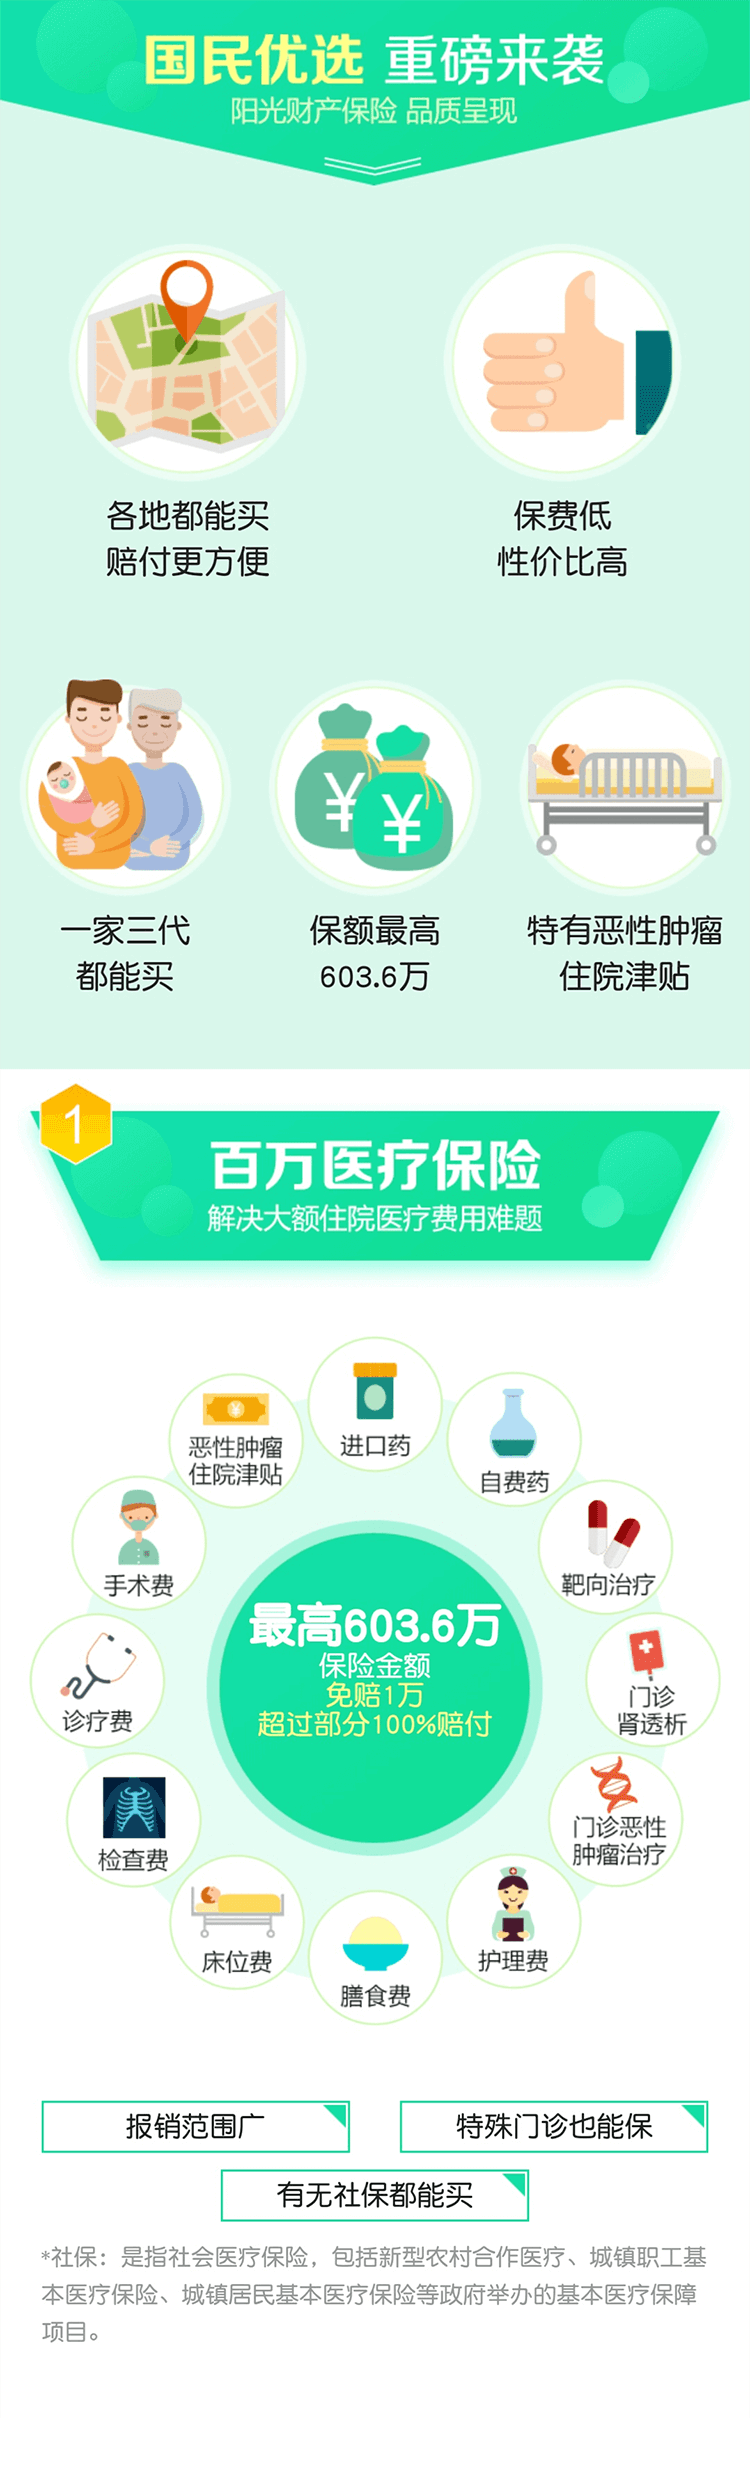 国民优选 重磅来袭
阳光财产保险 品质呈现
各地都能买
赔付更方便
保费低
性价比高
一家三代
都能买
¥
¥
保额最高
603.6万
特有恶性肿瘤
住院津贴
1
百万医疗保险
解决大额住院医疗费用难题
进口药
¥
恶性肿瘤
住院津贴
自费药
手术费
靶向治疗
最高603.6万
保险金额
免赔1万
超过部分100%赔付
诊疗费
门诊
肾透析
检查费
门诊恶性
肿瘤治疗
床位费
护理费
膳食费
报销范围广
特殊门诊也能保
有无社保都能买
*社保：是指社会医疗保险，包括新型农村合作医疗、城镇职工基
本医疗保险、城镇居民基本医疗保险等政府举办的基本医疗保障
项目。